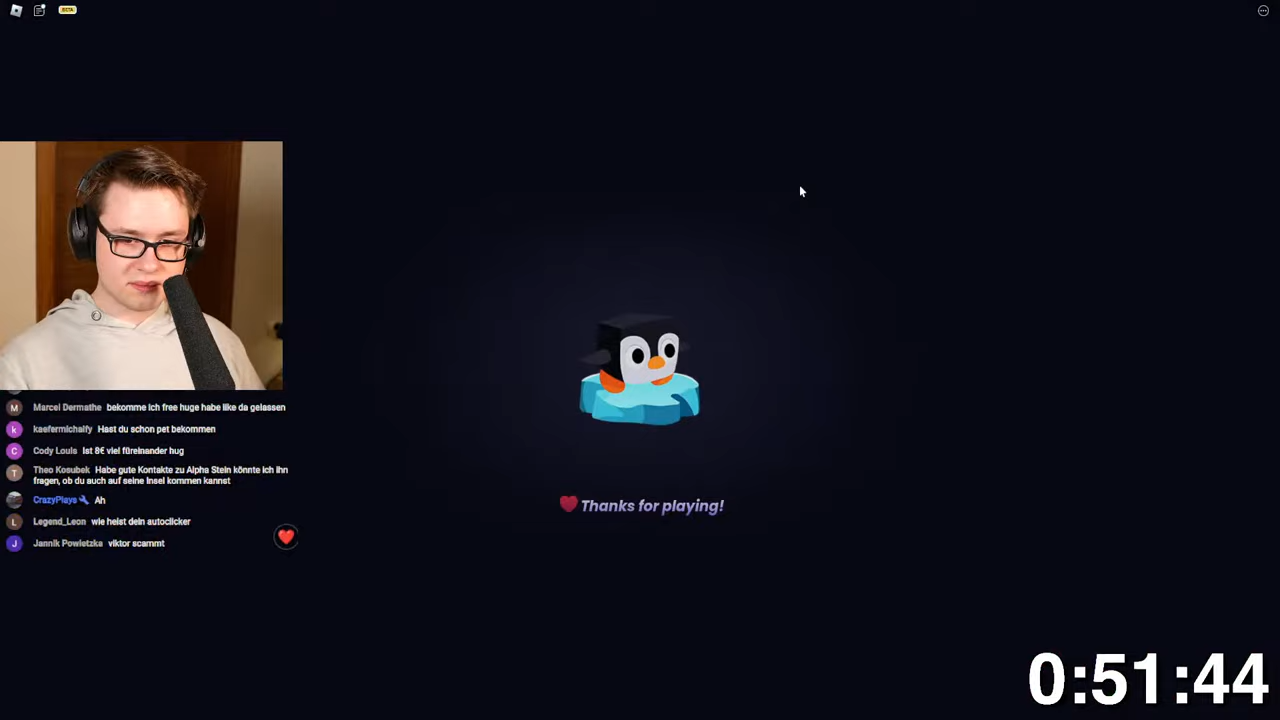 BETA
Marcel Dermathe bekomme ich free huge habe like da gelassen
kaefermichalfy Hast du schon pet bekommen
Cody Louis Ist 8€ viel füreinander hug
Theo Kosubek Habe gute Kontakte zu Alpha Stein könnte ich ihn
fragen, ob du auch auf seine Insel kommen kannst
CrazyPlays Ah
Legend_Leon wie heist dein autoclicker
Jannik Powietzka viktor scammt
Thanks for playing!
0:51:44